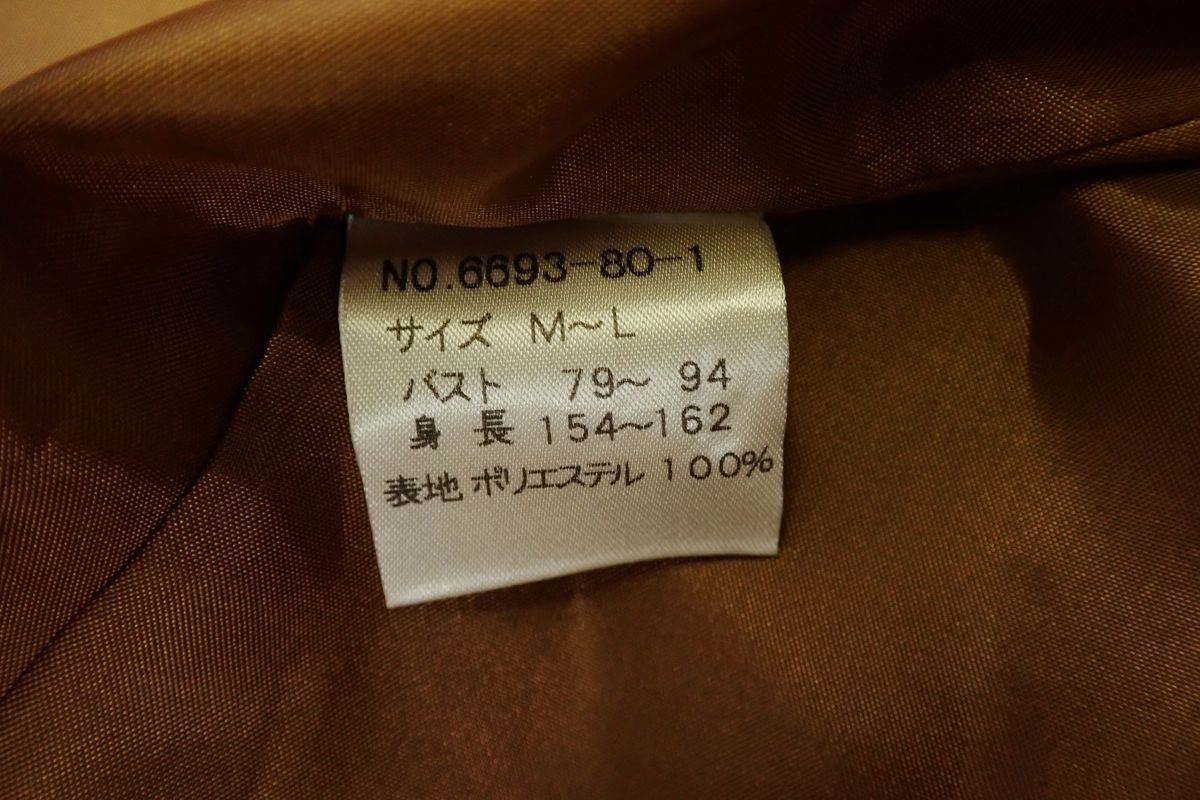 NO.6693-80-1
サイズ M〜L
バスト 79〜 94
身 長 154〜162
表地 ポリエステル 100%